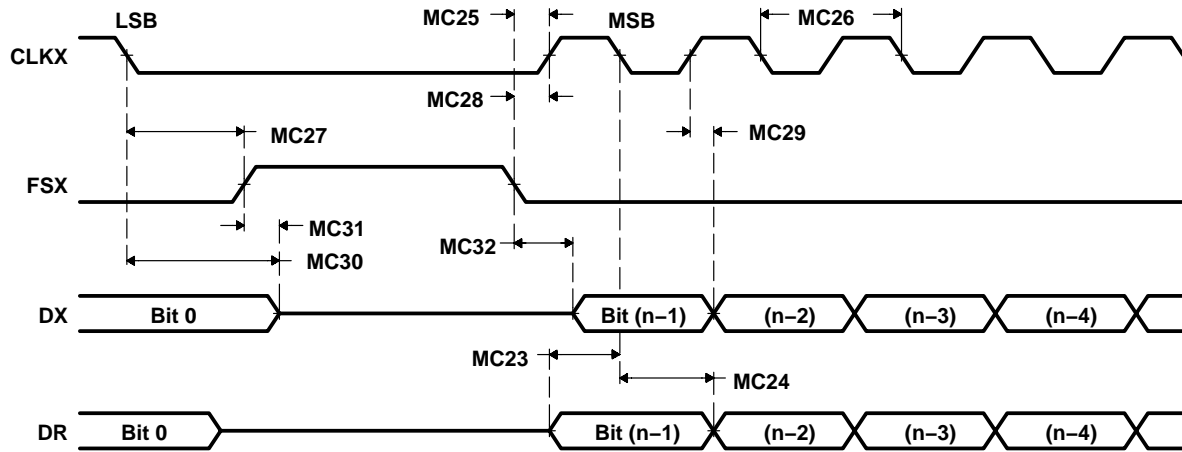 LSB MC25 MSB MC26
CLKX
MC28
MC27 MC29
FSX
MC31
MC32
MC30
DX Bit 0 Bit (n−1) (n−2) (n−3) (n−4)
MC23
MC24
DR Bit 0 Bit (n−1) (n−2) (n−3) (n−4)